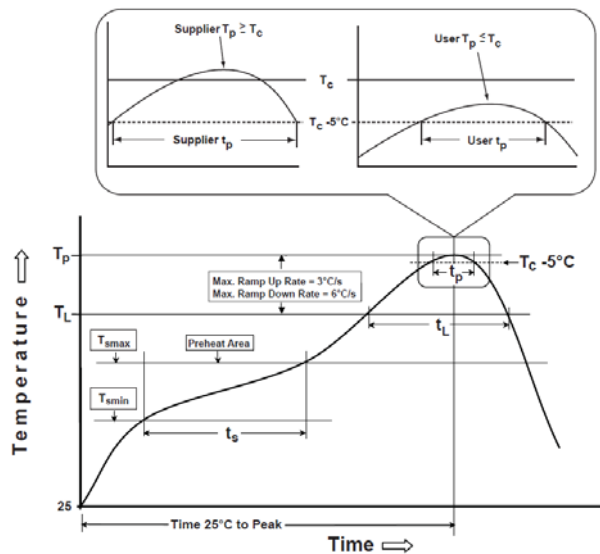 Supplier Tp ≥ Tc
User Tp ≤ Tc
Tc
Tc -5°C
Supplier tp
User tp
Tp
Tc -5°C
tp
Max. Ramp Up Rate = 3°C/s
Max. Ramp Down Rate = 6°C/s
TL
tL
Tsmax
Preheat Area
Tsmin
ts
Temperature
25
Time 25°C to Peak
Time